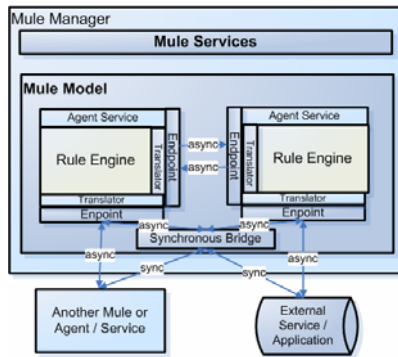 Mule Manager
Mule Services
Mule Model
Agent Service
Rule Engine
Translator
Endpoint
Translator
Enpoint
async
async
Agent Service
Endpoint
Translator
Rule Engine
Translator
Enpoint
async
async
Synchronous Bridge
async
sync
sync
async
Another Mule or
Agent / Service
External
Service /
Application